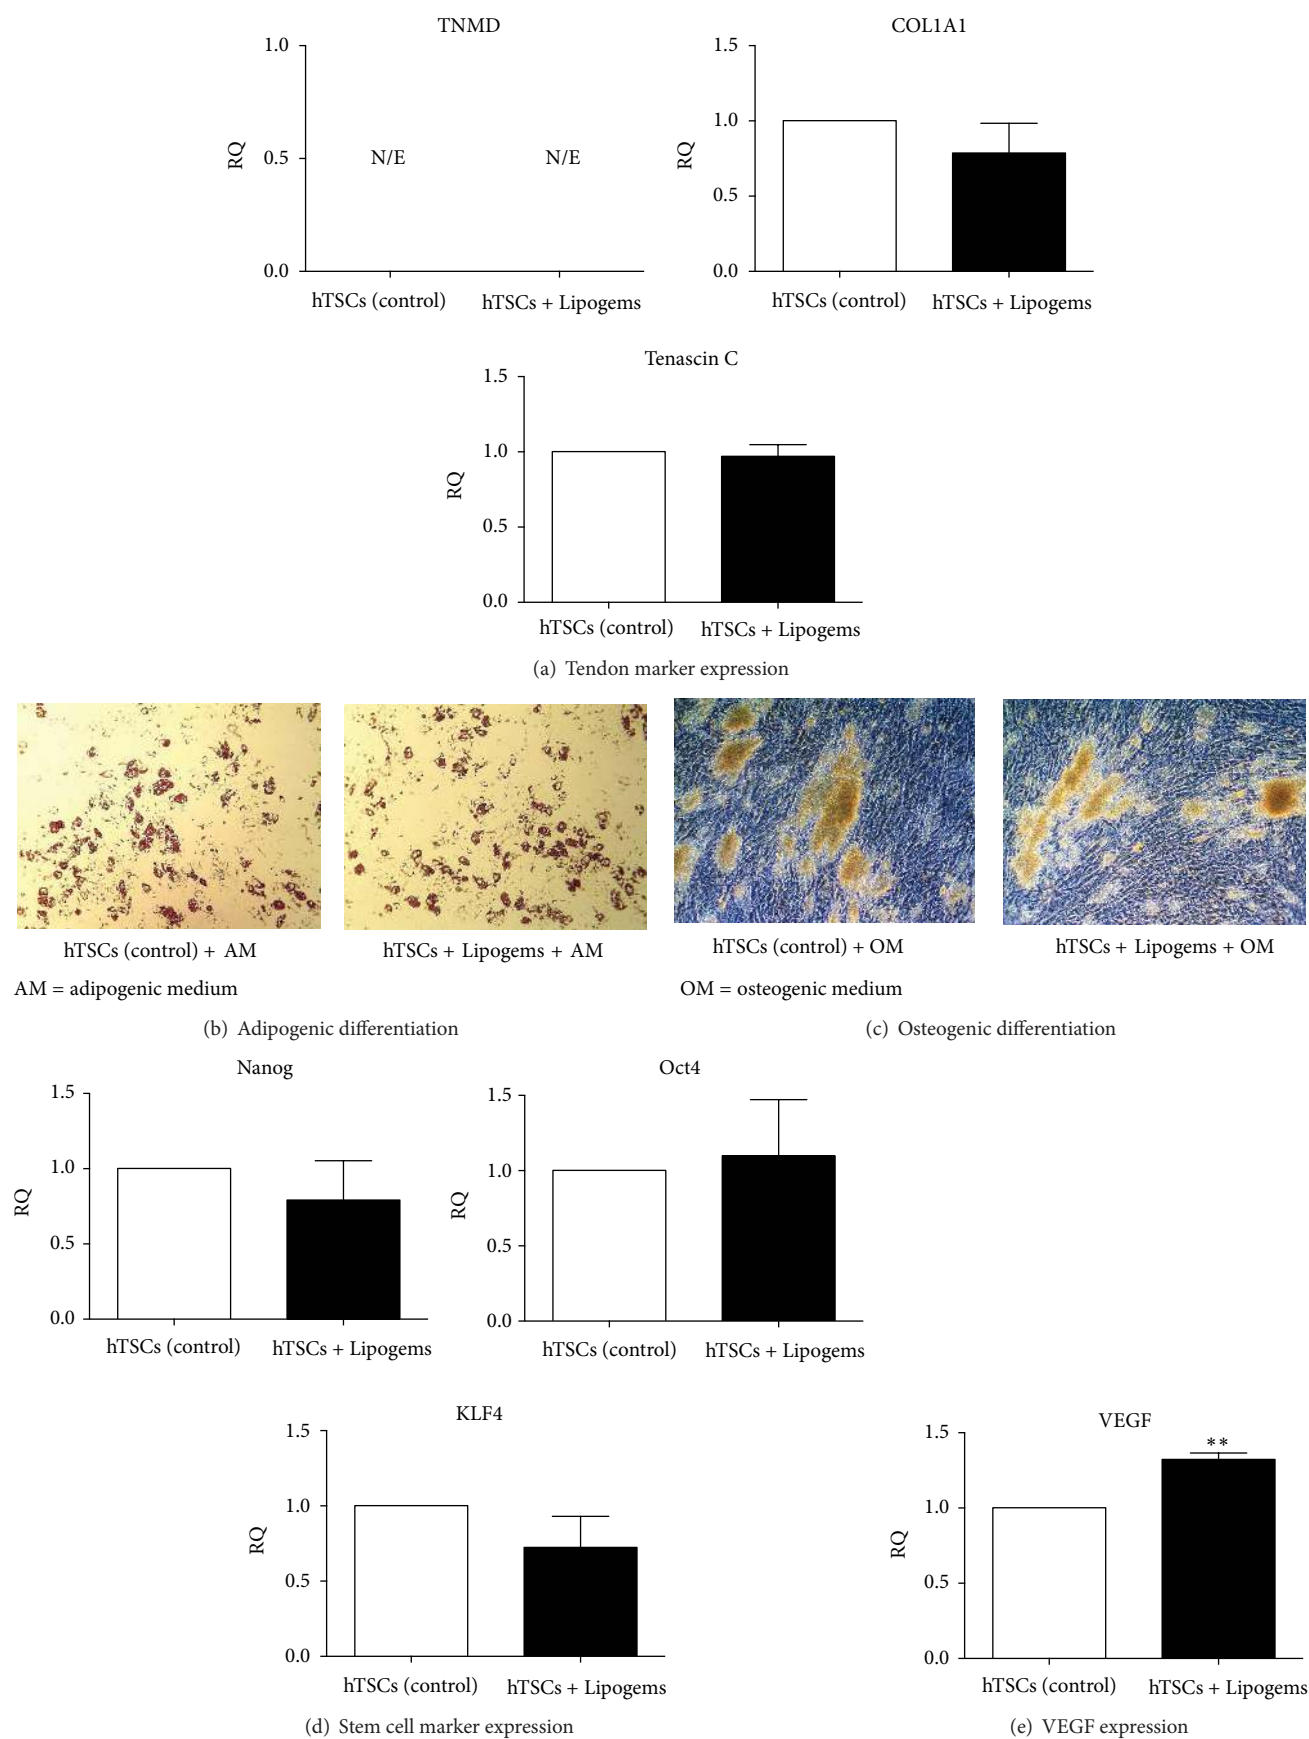 TNMD
1.0
0.5
0.0
RQ
N/E
N/E
hTSCs (control)
hTSCs + Lipogems
COL1A1
1.5
1.0
0.5
0.0
RQ
hTSCs (control)
hTSCs + Lipogems
Tenascin C
1.5
1.0
0.5
0.0
RQ
hTSCs (control)
hTSCs + Lipogems
(a) Tendon marker expression
hTSCs (control) + AM
hTSCs + Lipogems + AM
AM = adipogenic medium
(b) Adipogenic differentiation
hTSCs (control) + OM
hTSCs + Lipogems + OM
OM = osteogenic medium
(c) Osteogenic differentiation
Nanog
1.5
1.0
0.5
0.0
RQ
hTSCs (control)
hTSCs + Lipogems
Oct4
1.5
1.0
0.5
0.0
RQ
hTSCs (control)
hTSCs + Lipogems
KLF4
1.5
1.0
0.5
0.0
RQ
hTSCs (control)
hTSCs + Lipogems
(d) Stem cell marker expression
VEGF
1.5
1.0
0.5
0.0
RQ
**
hTSCs (control)
hTSCs + Lipogems
(e) VEGF expression